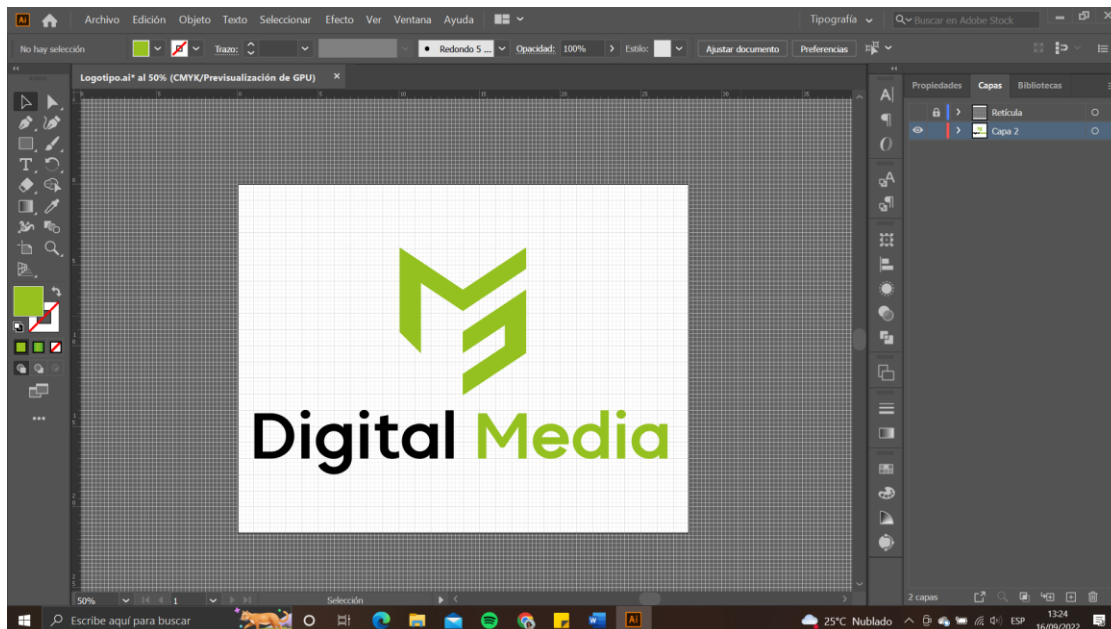 Ai Archivo Edición Objeto Texto Seleccionar Efecto Ver Ventana Ayuda Tipografía Buscar en Adobe Stock
No hay selección Trazo: Redondo 5 ... Opacidad: 100% Estilo: Ajustar documento Preferencias
Logotipo.ai* al 50% (CMYK/Previsualización de GPU) ×
Propiedades Capas Bibliotecas
Retícula
Capa 2
Digital Media
50% 1 Selección
2 capas
Escribe aquí para buscar
Ai
25°C Nublado ESP
13:24
16/09/2022